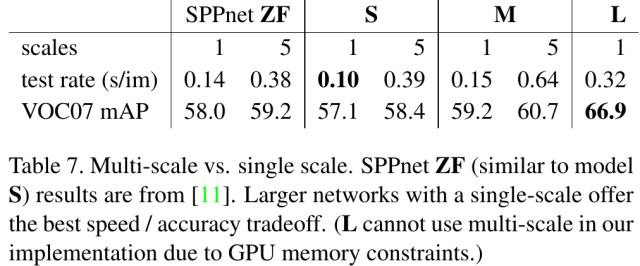 SPPnet ZF S M L
scales 1 5 1 5 1 5 1
test rate (s/im) 0.14 0.38 0.10 0.39 0.15 0.64 0.32
VOC07 mAP 58.0 59.2 57.1 58.4 59.2 60.7 66.9
Table 7. Multi-scale vs. single scale. SPPnet ZF (similar to model
S) results are from [11]. Larger networks with a single-scale offer
the best speed / accuracy tradeoff. (L cannot use multi-scale in our
implementation due to GPU memory constraints.)